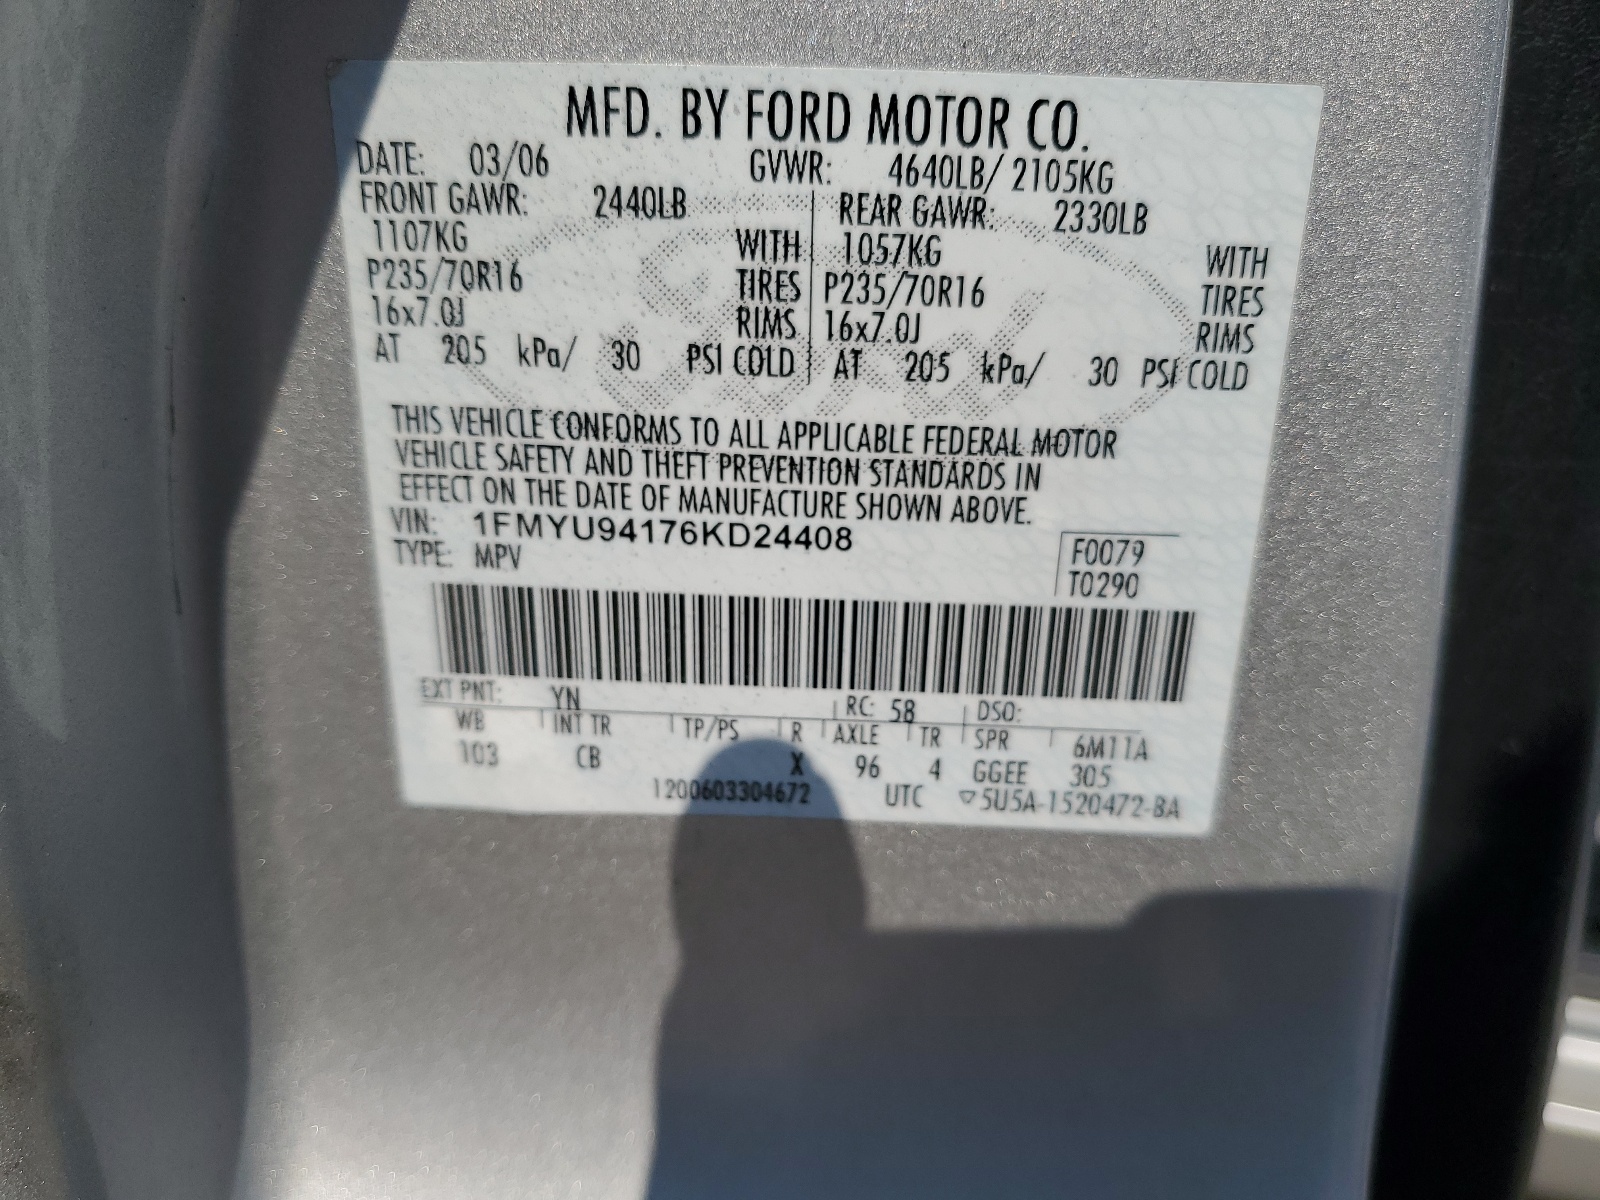 MFD. BY FORD MOTOR CO.
DATE: 03/06 GVWR: 4640LB/ 2105KG
FRONT GAWR: 2440LB REAR GAWR: 2330LB
1107KG WITH 1057KG WITH
P235/70R16 TIRES P235/70R16 TIRES
16x7.0J RIMS 16x7.0J RIMS
AT 205 kPa/ 30 PSI COLD AT 205 kPa/ 30 PSI COLD
THIS VEHICLE CONFORMS TO ALL APPLICABLE FEDERAL MOTOR
VEHICLE SAFETY AND THEFT PREVENTION STANDARDS IN
EFFECT ON THE DATE OF MANUFACTURE SHOWN ABOVE.
VIN: 1FMYU94176KD24408
TYPE: MPV
F0079
T0290
EXT PNT: YN RC: 58 DSO:
WB INT TR TP/PS R AXLE TR SPR 6M11A
103 CB X 96 4 GGEE 305
1200603304672 UTC ▽5U5A-1520472-BA